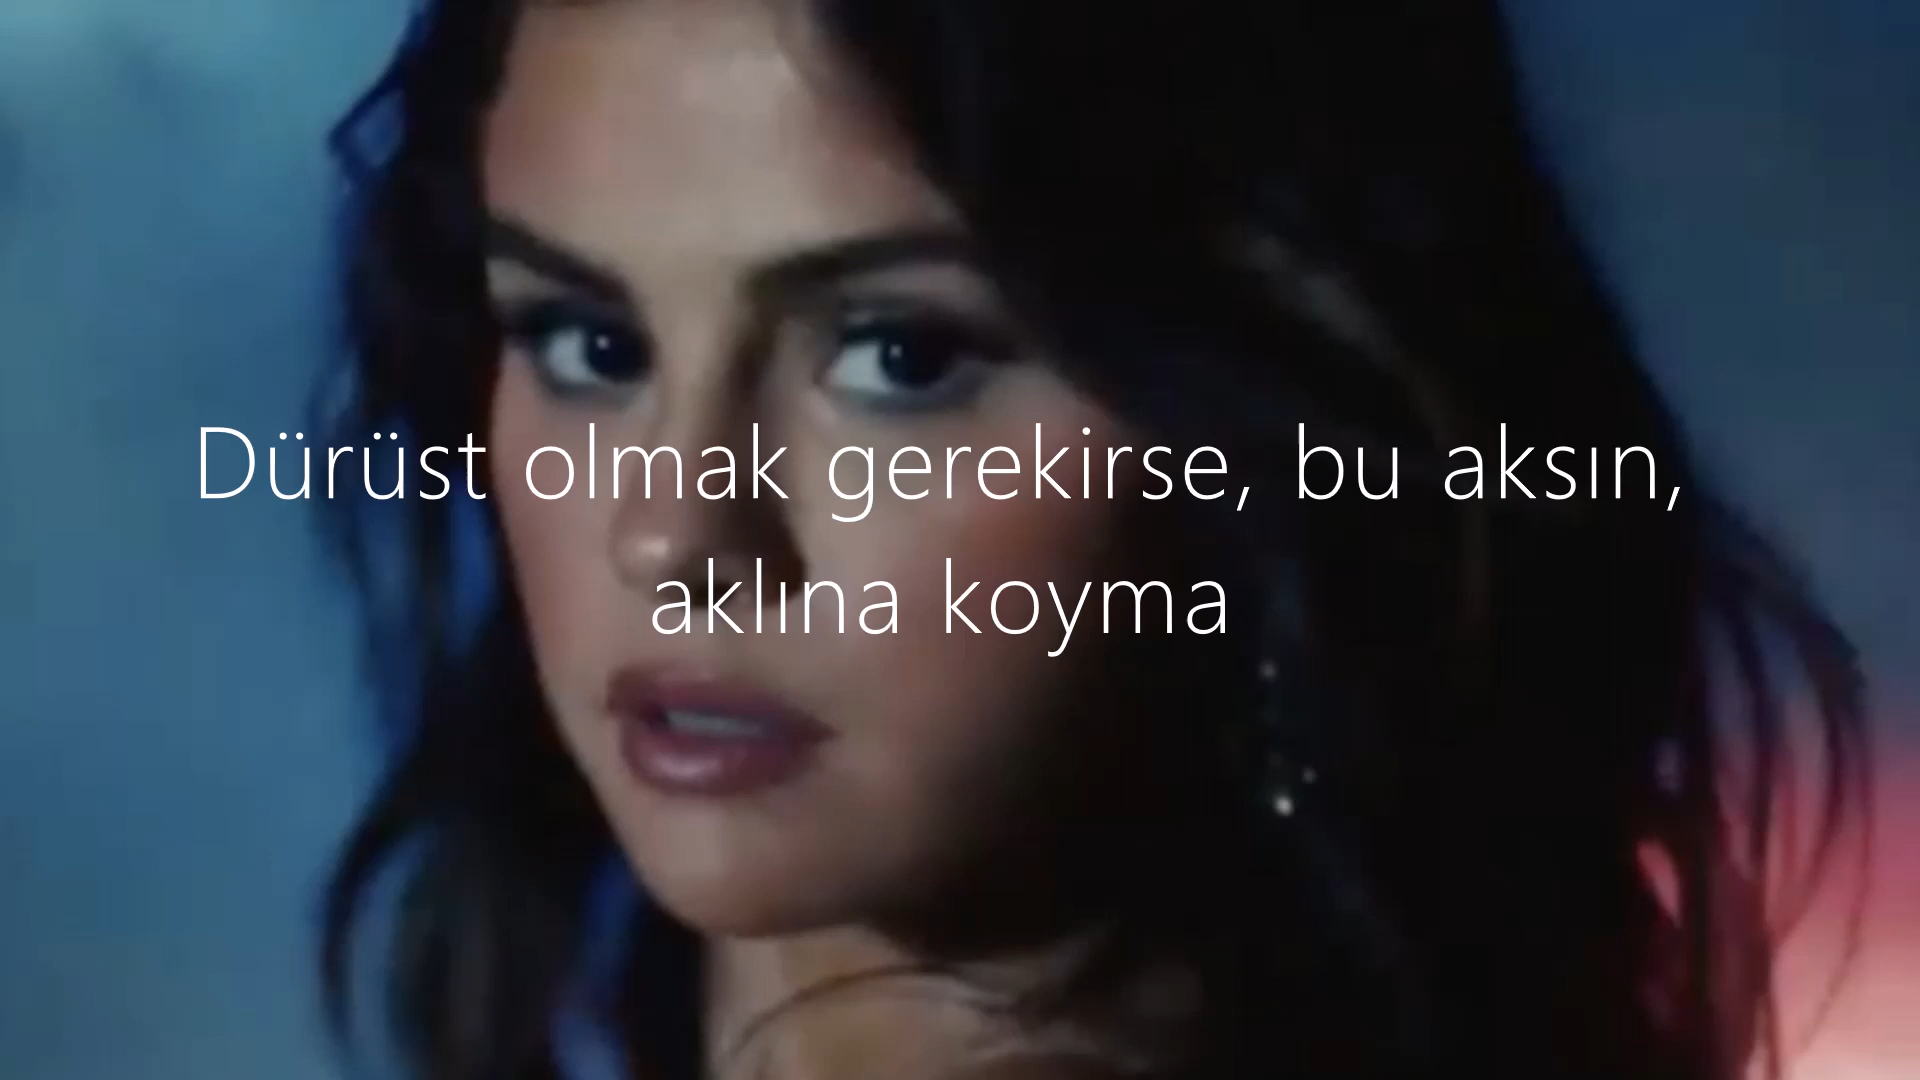 Dürüst olmak gerekirse, bu aksın,
aklına koyma